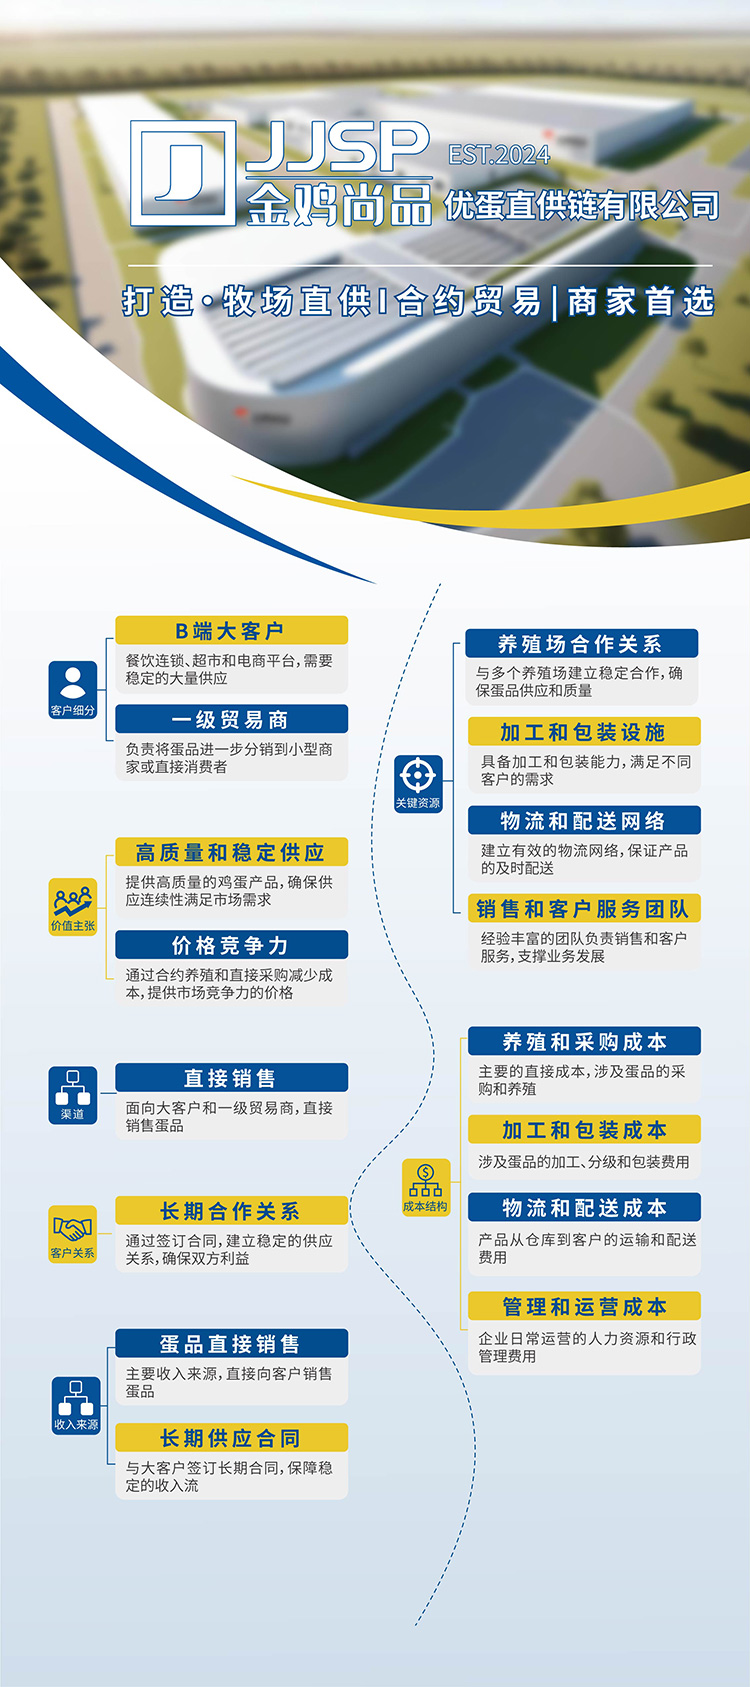 JJSP
EST.2024
金鸡尚品
优蛋直供链有限公司
打造·牧场直供|合约贸易|商家首选
客户细分
B端大客户
餐饮连锁、超市和电商平台,需要
稳定的大量供应
一级贸易商
负责将蛋品进一步分销到小型商
家或直接消费者
价值主张
高质量和稳定供应
提供高质量的鸡蛋产品,确保供
应连续性满足市场需求
价格竞争力
通过合约养殖和直接采购减少成
本,提供市场竞争力的价格
渠道
直接销售
面向大客户和一级贸易商,直接
销售蛋品
客户关系
长期合作关系
通过签订合同,建立稳定的供应
关系,确保双方利益
收入来源
蛋品直接销售
主要收入来源,直接向客户销售
蛋品
长期供应合同
与大客户签订长期合同,保障稳
定的收入流
关键资源
养殖场合作关系
与多个养殖场建立稳定合作,确
保蛋品供应和质量
加工和包装设施
具备加工和包装能力,满足不同
客户的需求
物流和配送网络
建立有效的物流网络,保证产品
的及时配送
销售和客户服务团队
经验丰富的团队负责销售和客户
服务,支撑业务发展
成本结构
养殖和采购成本
主要的直接成本,涉及蛋品的采
购和养殖
加工和包装成本
涉及蛋品的加工、分级和包装费用
物流和配送成本
产品从仓库到客户的运输和配送
费用
管理和运营成本
企业日常运营的人力资源和行政
管理费用